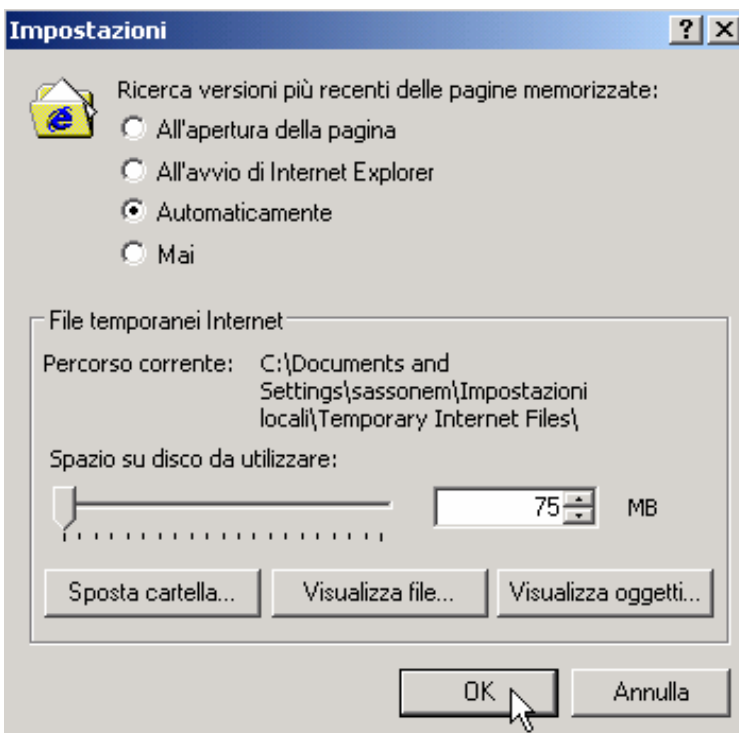 Impostazioni
Ricerca versioni più recenti delle pagine memorizzate:
All'apertura della pagina
All'avvio di Internet Explorer
Automaticamente
Mai
File temporanei Internet
Percorso corrente: C:\Documents and
Settings\sassonem\Impostazioni
locali\Temporary Internet Files\
Spazio su disco da utilizzare:
75 MB
Sposta cartella... Visualizza file... Visualizza oggetti...
OK Annulla